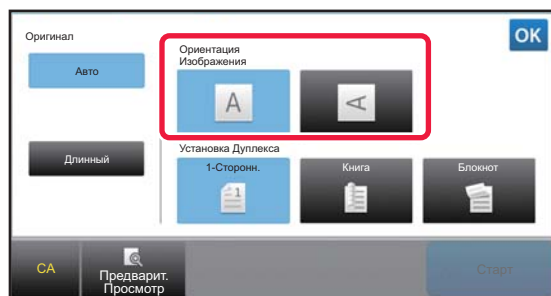 Оригинал
OK
Авто
Длинный
Ориентация
Изображения
A
A
Установка Дуплекса
1-Сторонн.
1
Книга
Блокнот
CA
Предварит.
Просмотр
Старт